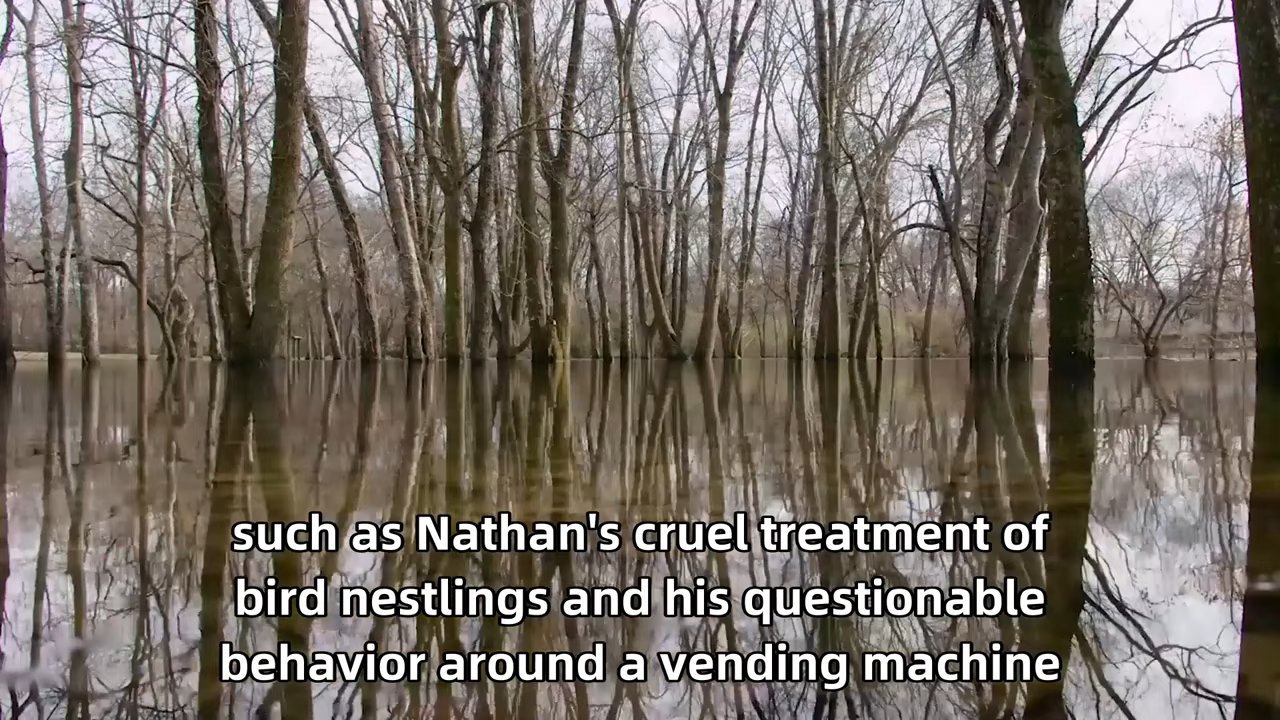 such as Nathan's cruel treatment of
bird nestlings and his questionable
behavior around a vending machine